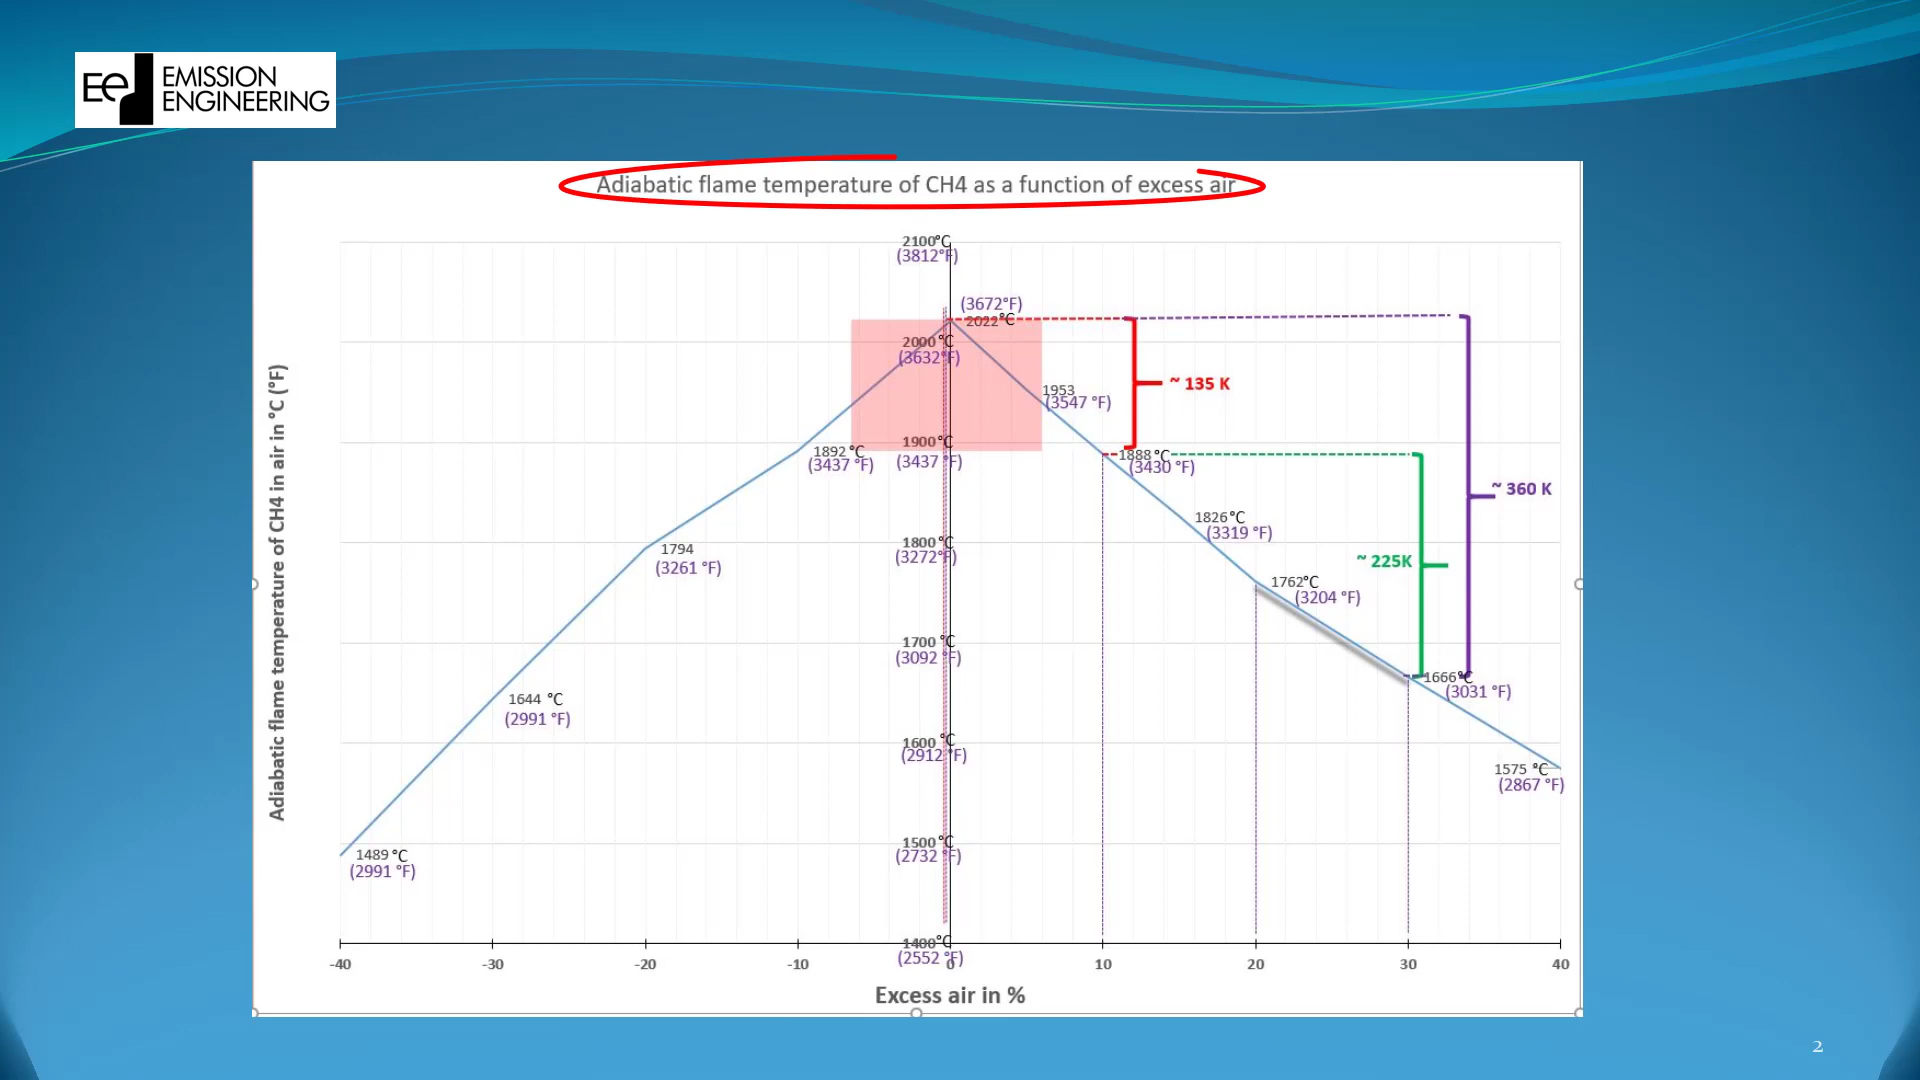 Ee
EMISSION
ENGINEERING
Adiabatic flame temperature of CH4 as a function of excess air
Adiabatic flame temperature of CH4 in air in °C (°F)
2100°C
(3812°F)
(3672°F)
2022°C
2000°C
(3632°F)
~ 135 K
1953
(3547 °F)
1900°C
(3437 °F)
1892°C
(3437 °F)
1888°C
(3430 °F)
~ 360 K
1826°C
(3319 °F)
1800°C
(3272°F)
1794
(3261 °F)
~ 225K
1762°C
(3204 °F)
1700°C
(3092 °F)
1666°C
(3031 °F)
1644 °C
(2991 °F)
1600°C
(2912 °F)
1575 °C
(2867 °F)
1500°C
(2732 °F)
1489 °C
(2991 °F)
1400°C
(2552 °F)
-40 -30 -20 -10 0 10 20 30 40
Excess air in %
2